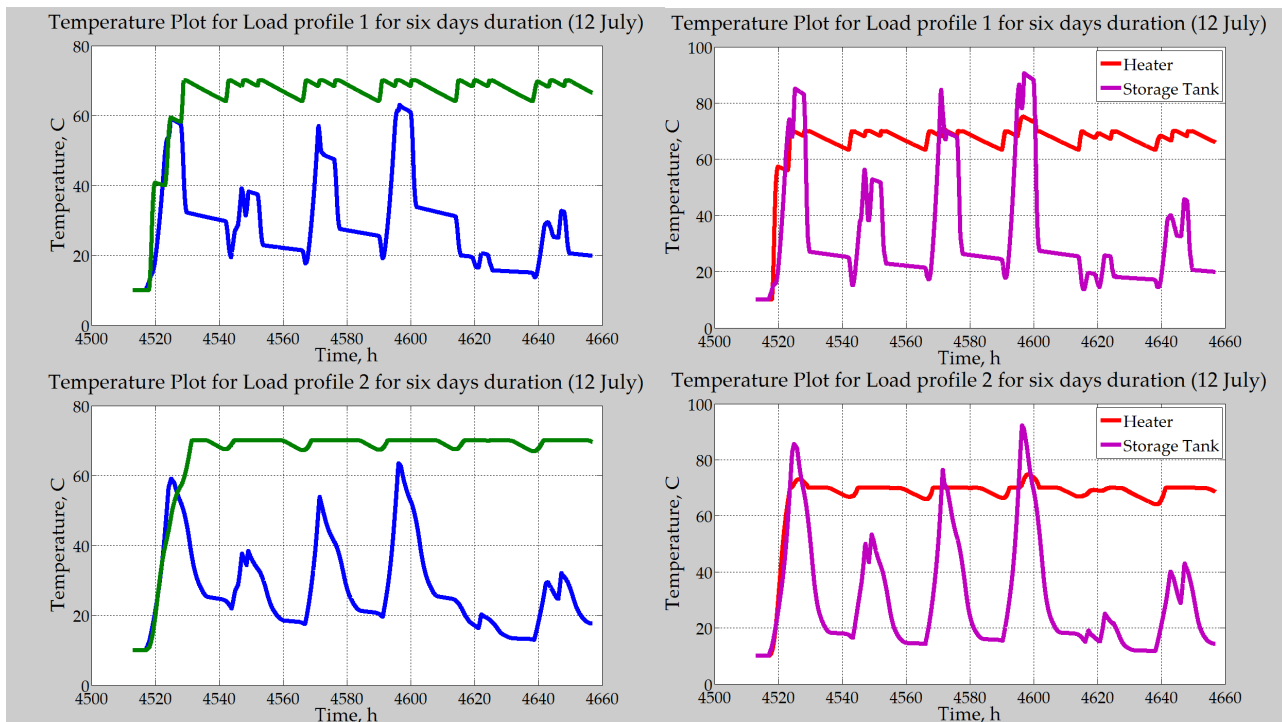 Temperature Plot for Load profile 1 for six days duration (12 July)
80
60
40
20
0
Temperature, C
4500 4520 4540 4560 4580 4600 4620 4640 4660
Time, h
Temperature Plot for Load profile 1 for six days duration (12 July)
100
80
60
40
20
0
Temperature, C
Heater
Storage Tank
4500 4520 4540 4560 4580 4600 4620 4640 4660
Time, h
Temperature Plot for Load profile 2 for six days duration (12 July)
80
60
40
20
0
Temperature, C
4500 4520 4540 4560 4580 4600 4620 4640 4660
Time, h
Temperature Plot for Load profile 2 for six days duration (12 July)
100
80
60
40
20
0
Temperature, C
Heater
Storage Tank
4500 4520 4540 4560 4580 4600 4620 4640 4660
Time, h